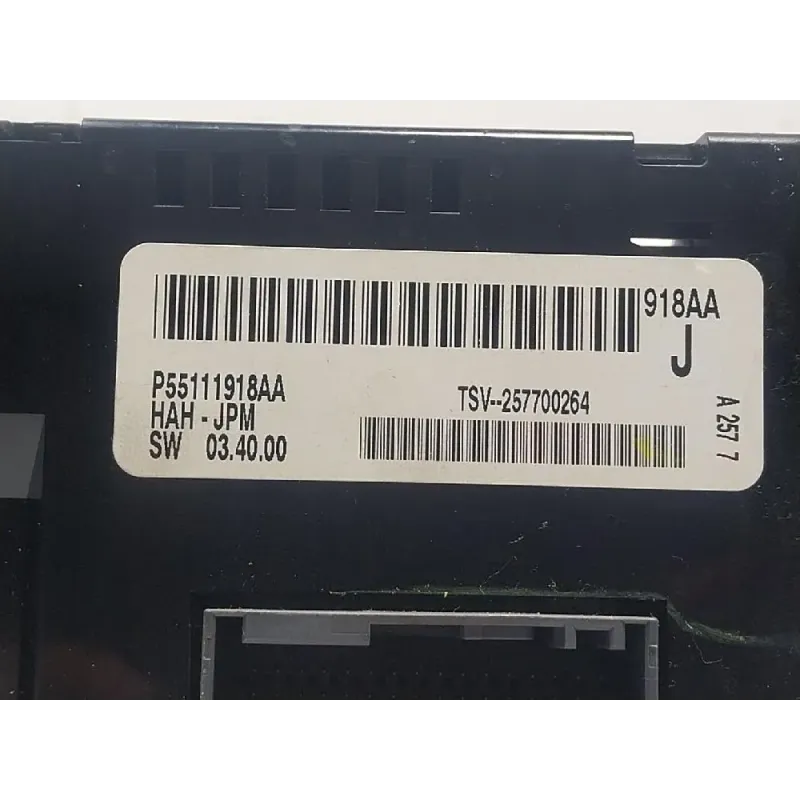 918AA
J
P55111918AA
HAH - JPM
SW 03.40.00
TSV--257700264
A 257 7